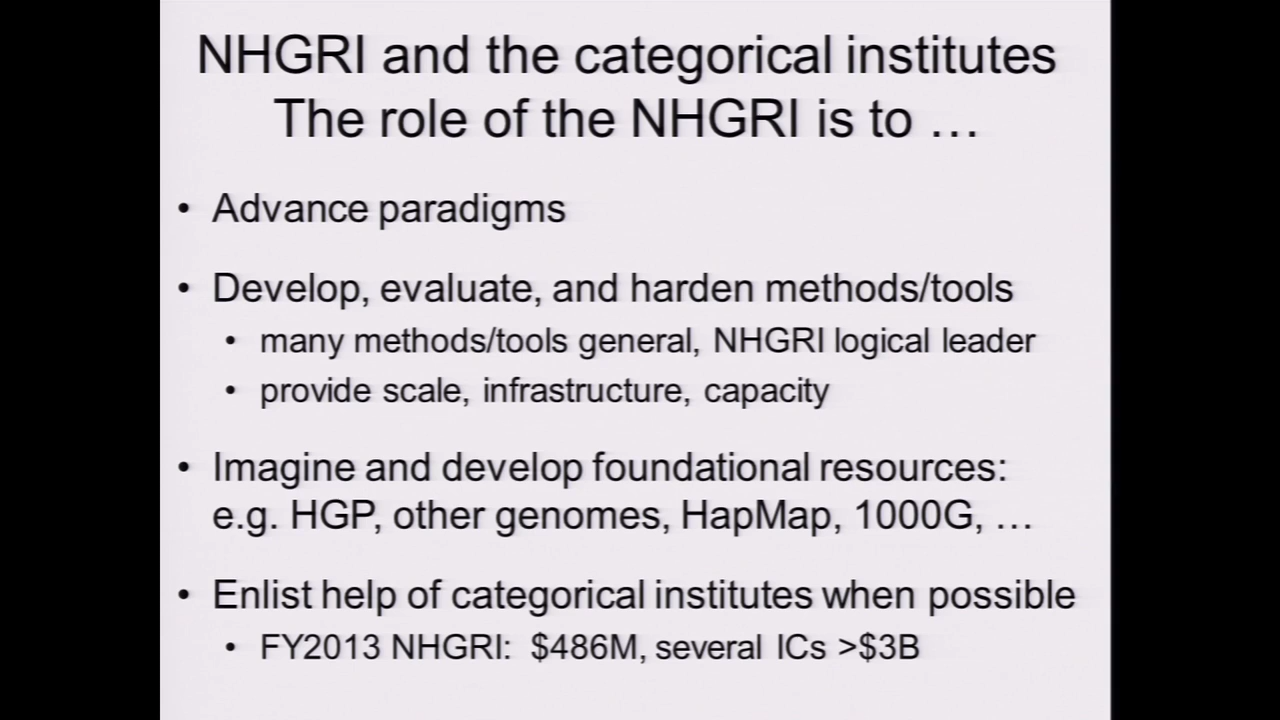 NHGRI and the categorical institutes
The role of the NHGRI is to …
• Advance paradigms
• Develop, evaluate, and harden methods/tools
• many methods/tools general, NHGRI logical leader
• provide scale, infrastructure, capacity
• Imagine and develop foundational resources:
e.g. HGP, other genomes, HapMap, 1000G, …
• Enlist help of categorical institutes when possible
• FY2013 NHGRI: $486M, several ICs >$3B